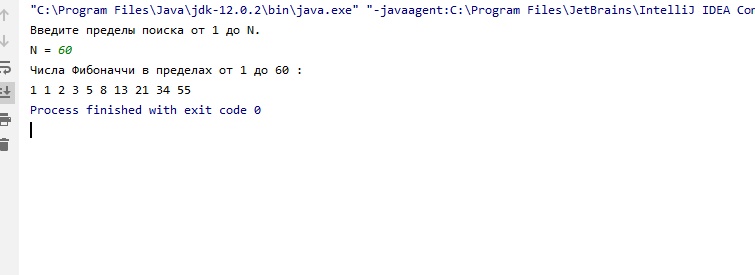 "C:\Program Files\Java\jdk-12.0.2\bin\java.exe" "-javaagent:C:\Program Files\JetBrains\IntelliJ IDEA Con
Введите пределы поиска от 1 до N.
N = 60
Числа Фибоначчи в пределах от 1 до 60 :
1 1 2 3 5 8 13 21 34 55
Process finished with exit code 0